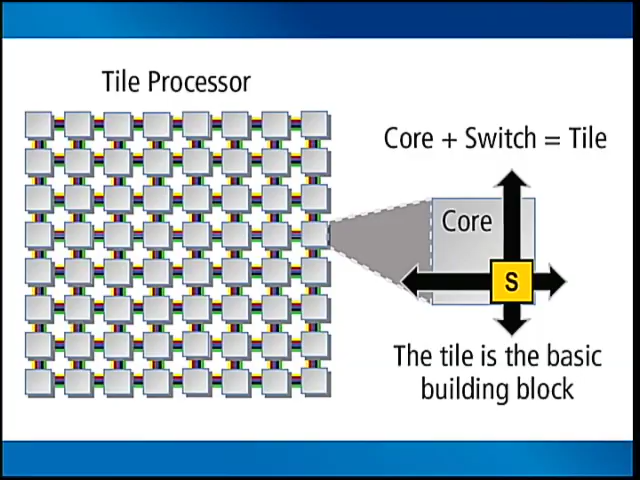 Tile Processor
Core + Switch = Tile
Core
S
The tile is the basic
building block